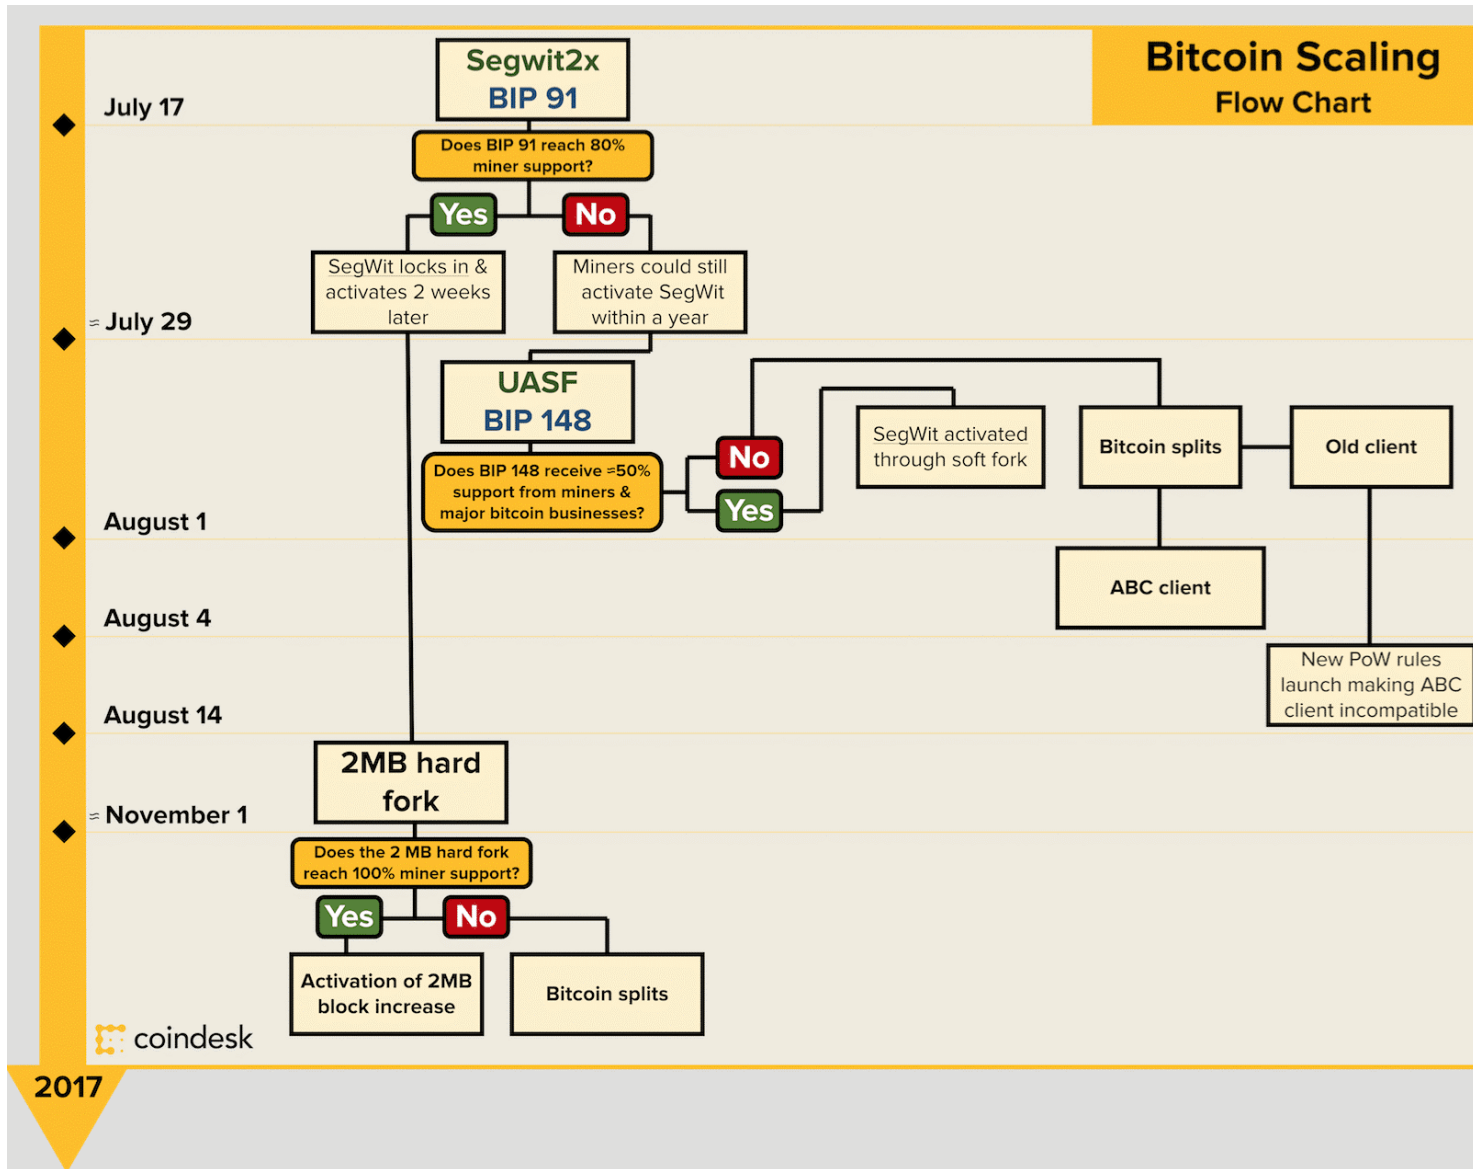 Bitcoin Scaling
Flow Chart
Segwit2x
BIP 91
July 17
Does BIP 91 reach 80%
miner support?
Yes
No
SegWit locks in &
activates 2 weeks
later
Miners could still
activate SegWit
within a year
≈ July 29
UASF
BIP 148
Does BIP 148 receive ≈50%
support from miners &
major bitcoin businesses?
No
Yes
SegWit activated
through soft fork
Bitcoin splits
Old client
August 1
ABC client
August 4
New PoW rules
launch making ABC
client incompatible
August 14
2MB hard
fork
≈ November 1
Does the 2 MB hard fork
reach 100% miner support?
Yes
No
Activation of 2MB
block increase
Bitcoin splits
coindesk
2017